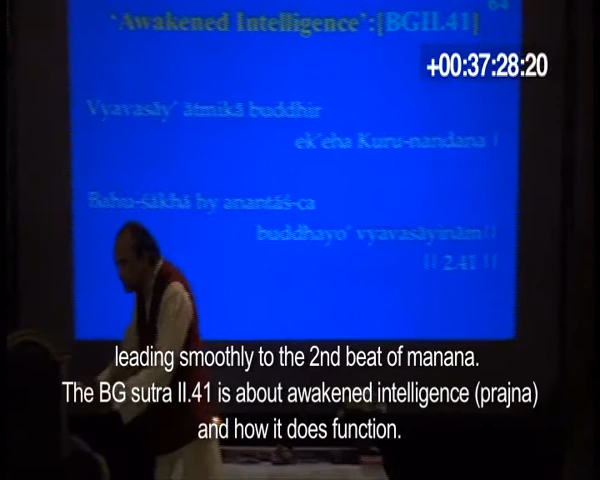 64
'Awakened Intelligence':[BGII.41]
+00:37:28:20
Vyavasāy' ātmikā buddhir
ek'eha Kuru-nandana |
Bahu-śākhā hy anantāś-ca
buddhayo' vyavasāyinām||
|| 2.41 ||
leading smoothly to the 2nd beat of manana.
The BG sutra II.41 is about awakened intelligence (prajna)
and how it does function.